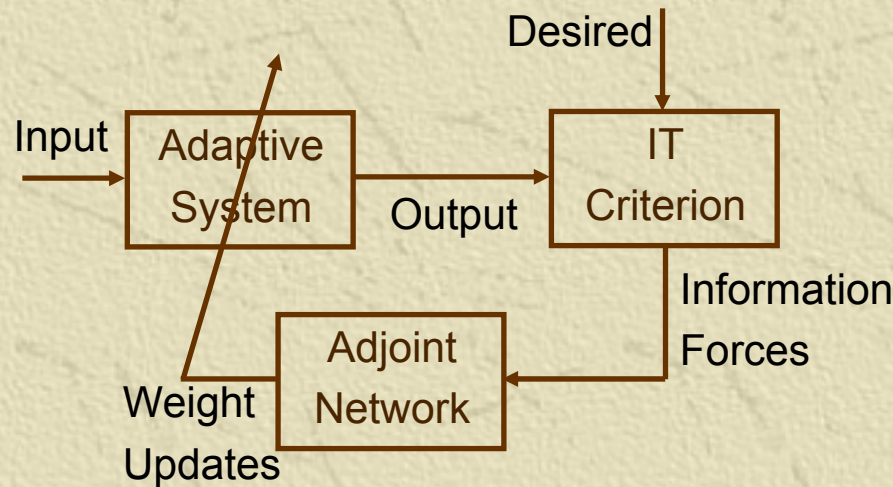 Desired
Input
Adaptive
System
IT
Criterion
Output
Information
Forces
Adjoint
Network
Weight
Updates